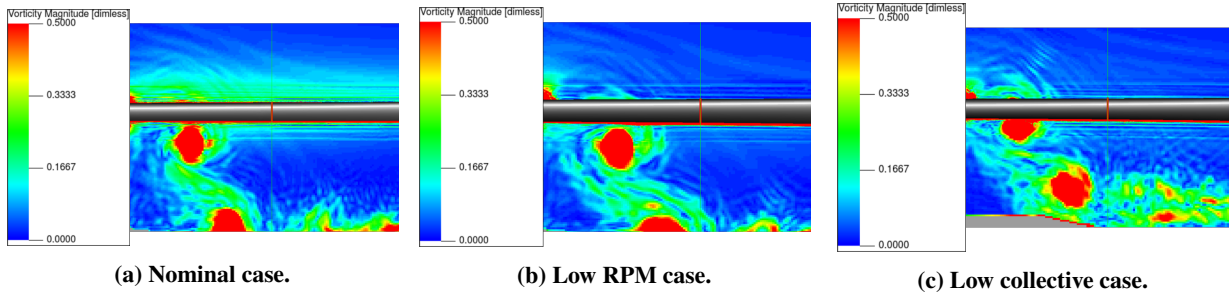 Vorticity Magnitude [dimless]
0.5000
0.3333
0.1667
0.0000
(a) Nominal case.
Vorticity Magnitude [dimless]
0.5000
0.3333
0.1667
0.0000
(b) Low RPM case.
Vorticity Magnitude [dimless]
0.5000
0.3333
0.1667
0.0000
(c) Low collective case.